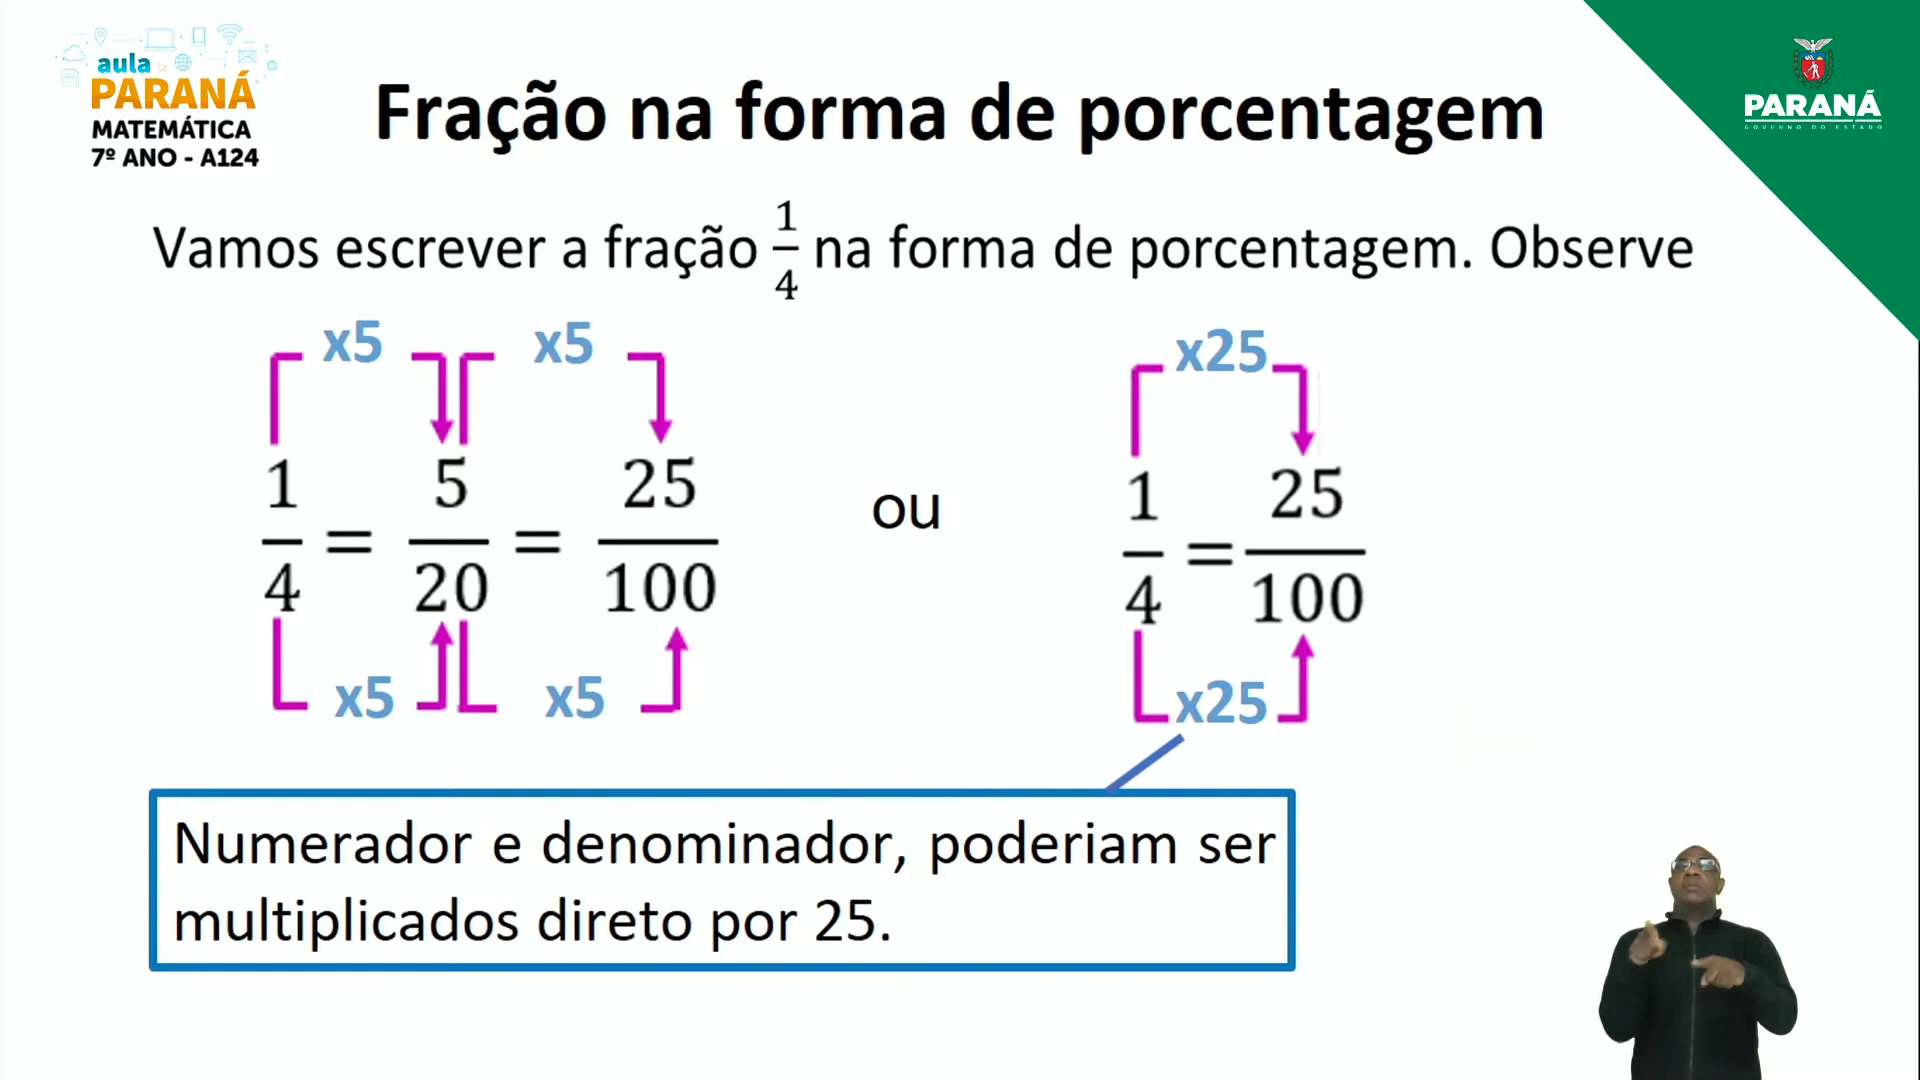 aula
PARANÁ
MATEMÁTICA
7º ANO - A124
Fração na forma de porcentagem
PARANÁ
GOVERNO DO ESTADO
Vamos escrever a fração 1/4 na forma de porcentagem. Observe
x5 x5
1/4 = 5/20 = 25/100
x5 x5
ou
x25
1/4 = 25/100
x25
Numerador e denominador, poderiam ser
multiplicados direto por 25.